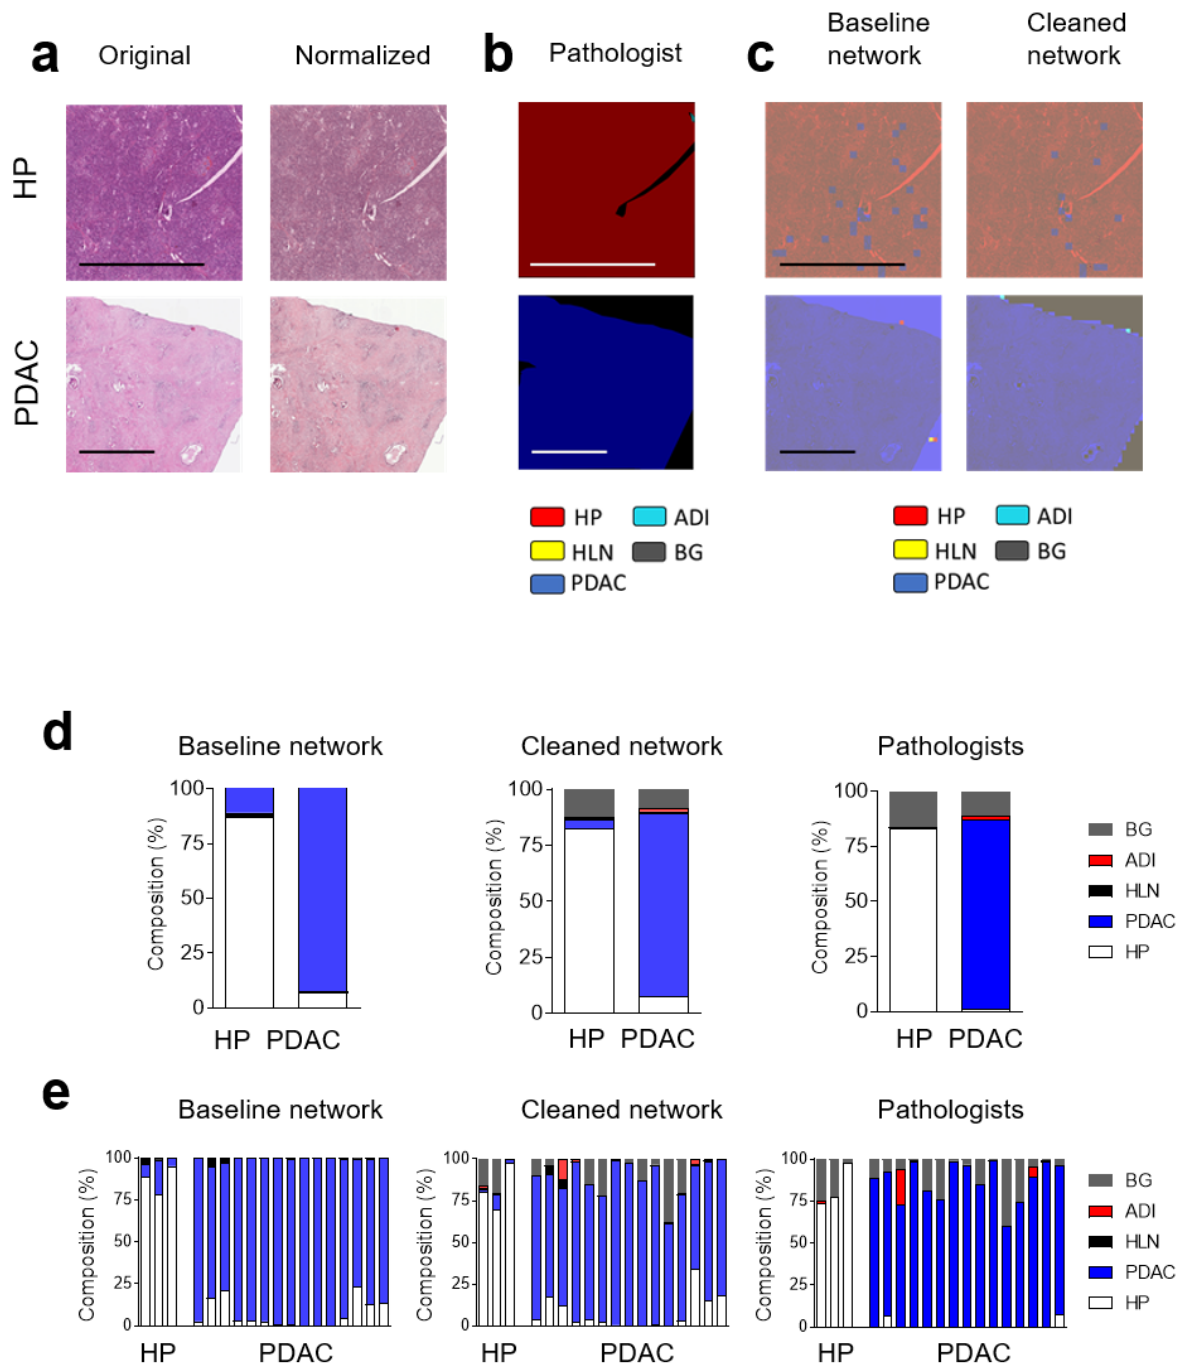 a
Original
Normalized
b
Pathologist
c
Baseline
network
Cleaned
network
HP
PDAC
HP
ADI
HLN
BG
PDAC
HP
ADI
HLN
BG
PDAC
d
Baseline network
Cleaned network
Pathologists
Composition (%)
100
75
50
25
0
HP PDAC
Composition (%)
100
75
50
25
0
HP PDAC
Composition (%)
100
75
50
25
0
HP PDAC
BG
ADI
HLN
PDAC
HP
e
Baseline network
Cleaned network
Pathologists
Composition (%)
100
75
50
25
0
HP PDAC
Composition (%)
100
75
50
25
0
HP PDAC
Composition (%)
100
75
50
25
0
HP PDAC
BG
ADI
HLN
PDAC
HP